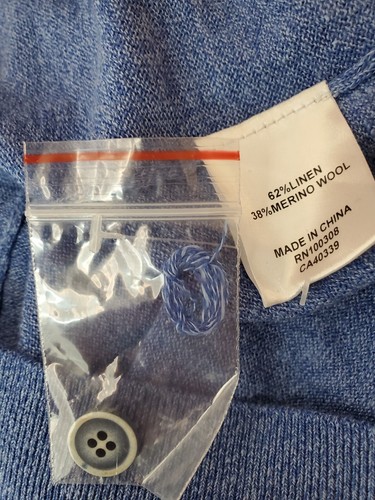 62%LINEN
38%MERINO WOOL
MADE IN CHINA
RN100308
CA40339